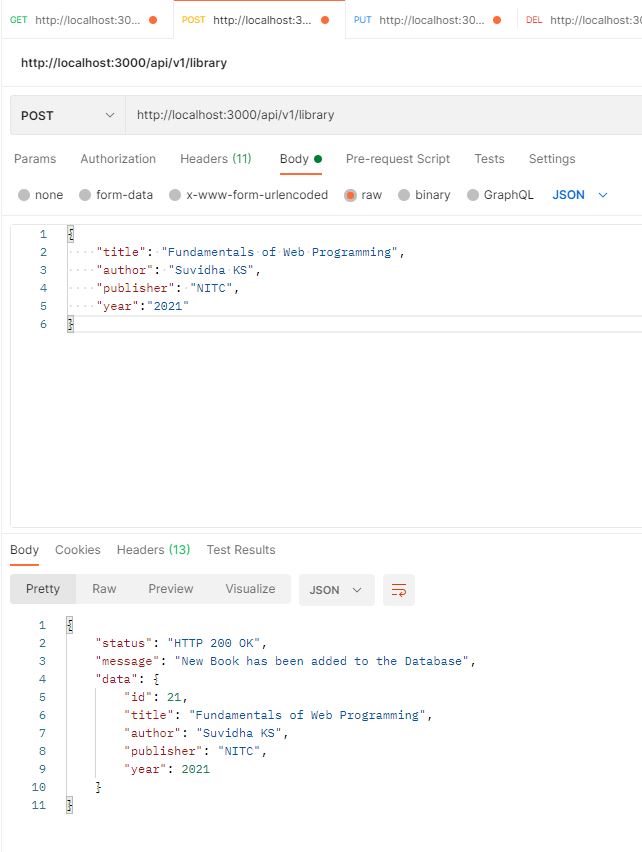 GET http://localhost:3000... POST http://localhost:3... PUT http://localhost:30... DEL http://localhost:30
http://localhost:3000/api/v1/library
POST http://localhost:3000/api/v1/library
Params Authorization Headers (11) Body Pre-request Script Tests Settings
none form-data x-www-form-urlencoded raw binary GraphQL JSON
1 {
2 "title": "Fundamentals of Web Programming",
3 "author": "Suvidha KS",
4 "publisher": "NITC",
5 "year":"2021"
6 }
Body Cookies Headers (13) Test Results
Pretty Raw Preview Visualize JSON
1 {
2 "status": "HTTP 200 OK",
3 "message": "New Book has been added to the Database",
4 "data": {
5 "id": 21,
6 "title": "Fundamentals of Web Programming",
7 "author": "Suvidha KS",
8 "publisher": "NITC",
9 "year": 2021
10 }
11 }